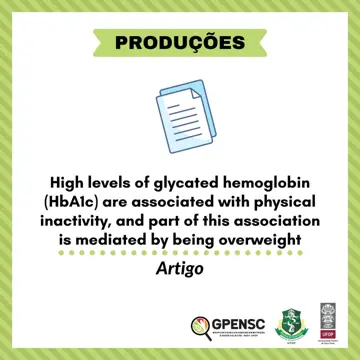 PRODUÇÕES
High levels of glycated hemoglobin
(HbA1c) are associated with physical
inactivity, and part of this association
is mediated by being overweight
Artigo
GPENSC
UFOP